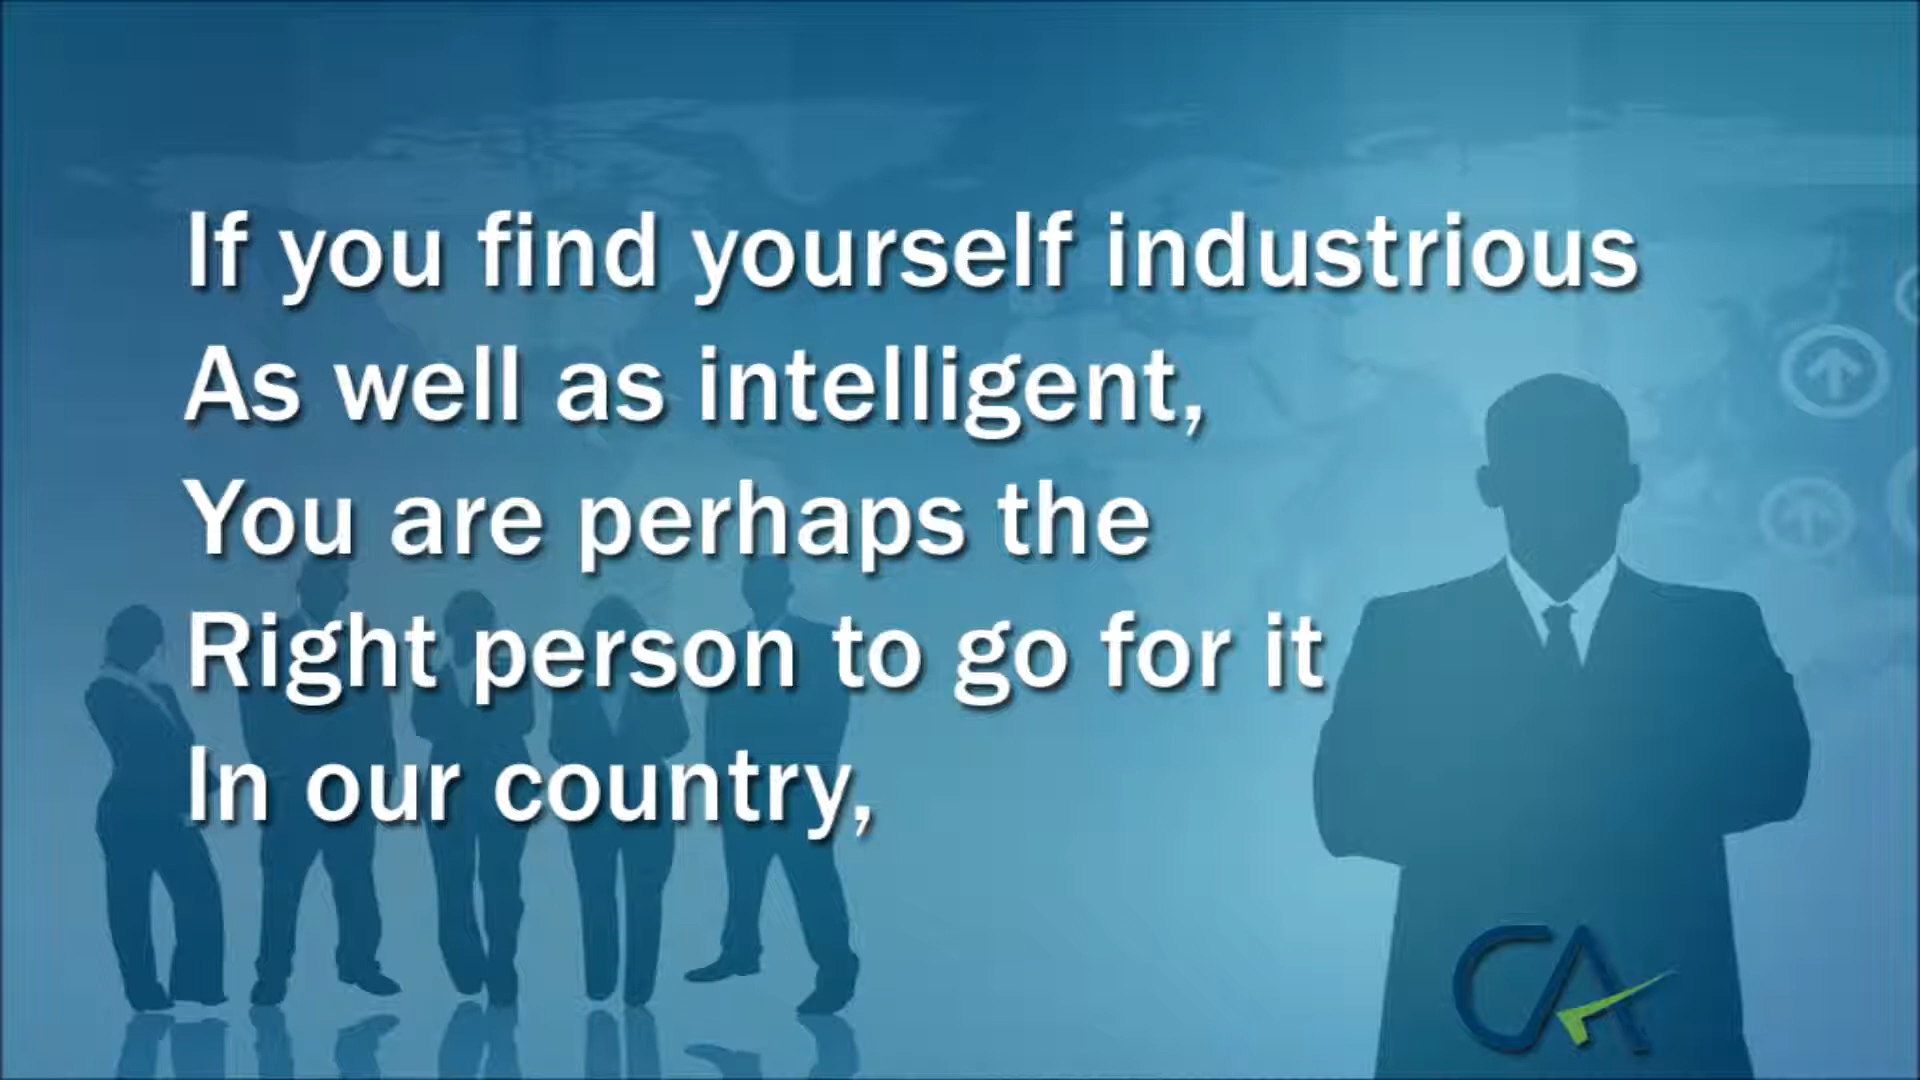 If you find yourself industrious
As well as intelligent,
You are perhaps the
Right person to go for it
In our country,
CA